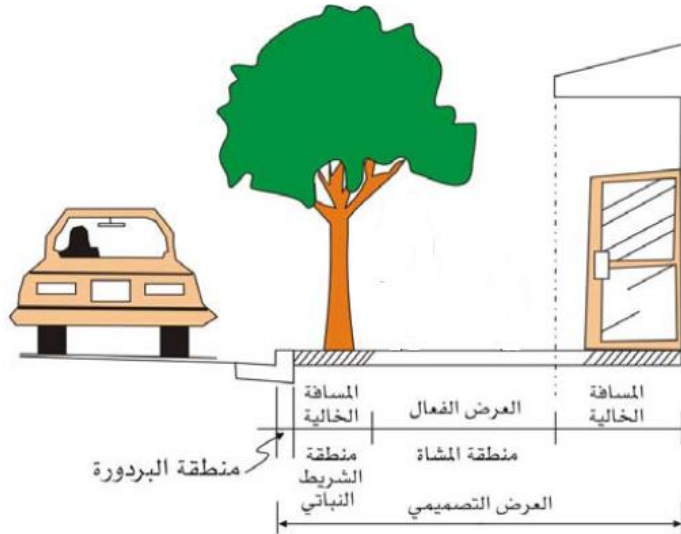 المسافة
الخالية
العرض الفعال
المسافة
الخالية
منطقة المشاة
منطقة
الشريط
النباتي
منطقة البردورة
العرض التصميمي